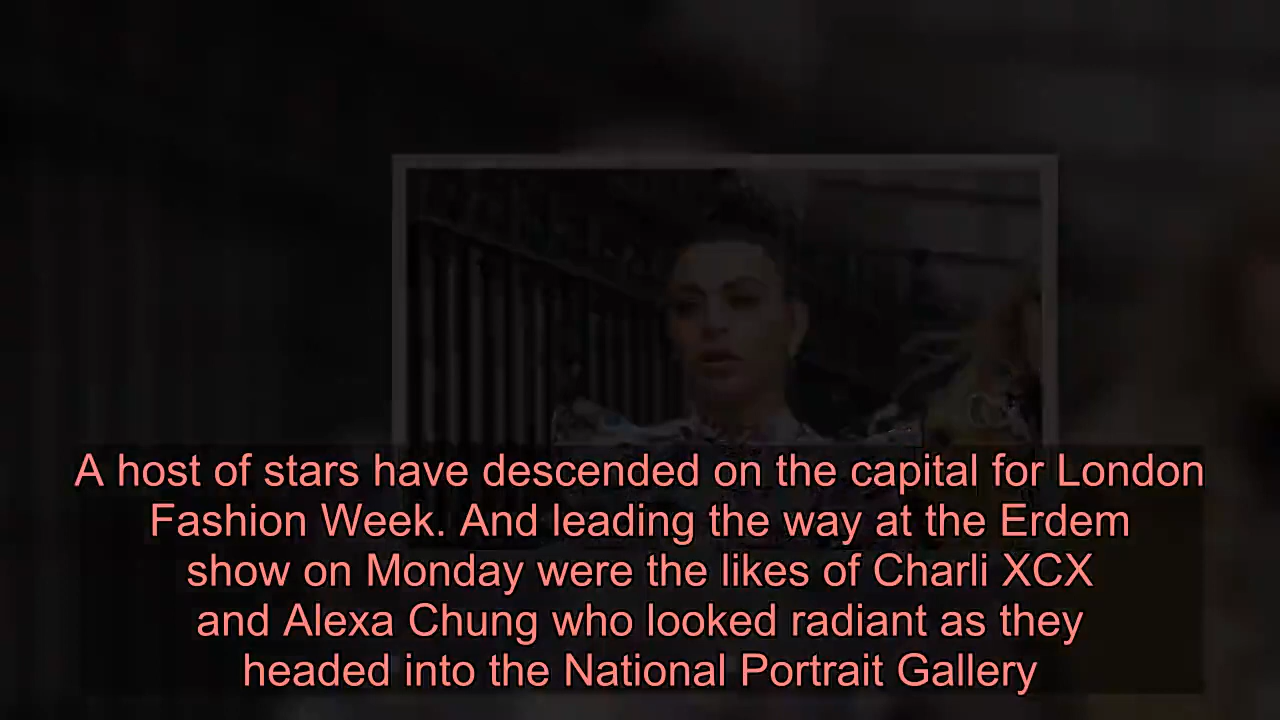 A host of stars have descended on the capital for London
Fashion Week. And leading the way at the Erdem
show on Monday were the likes of Charli XCX
and Alexa Chung who looked radiant as they
headed into the National Portrait Gallery